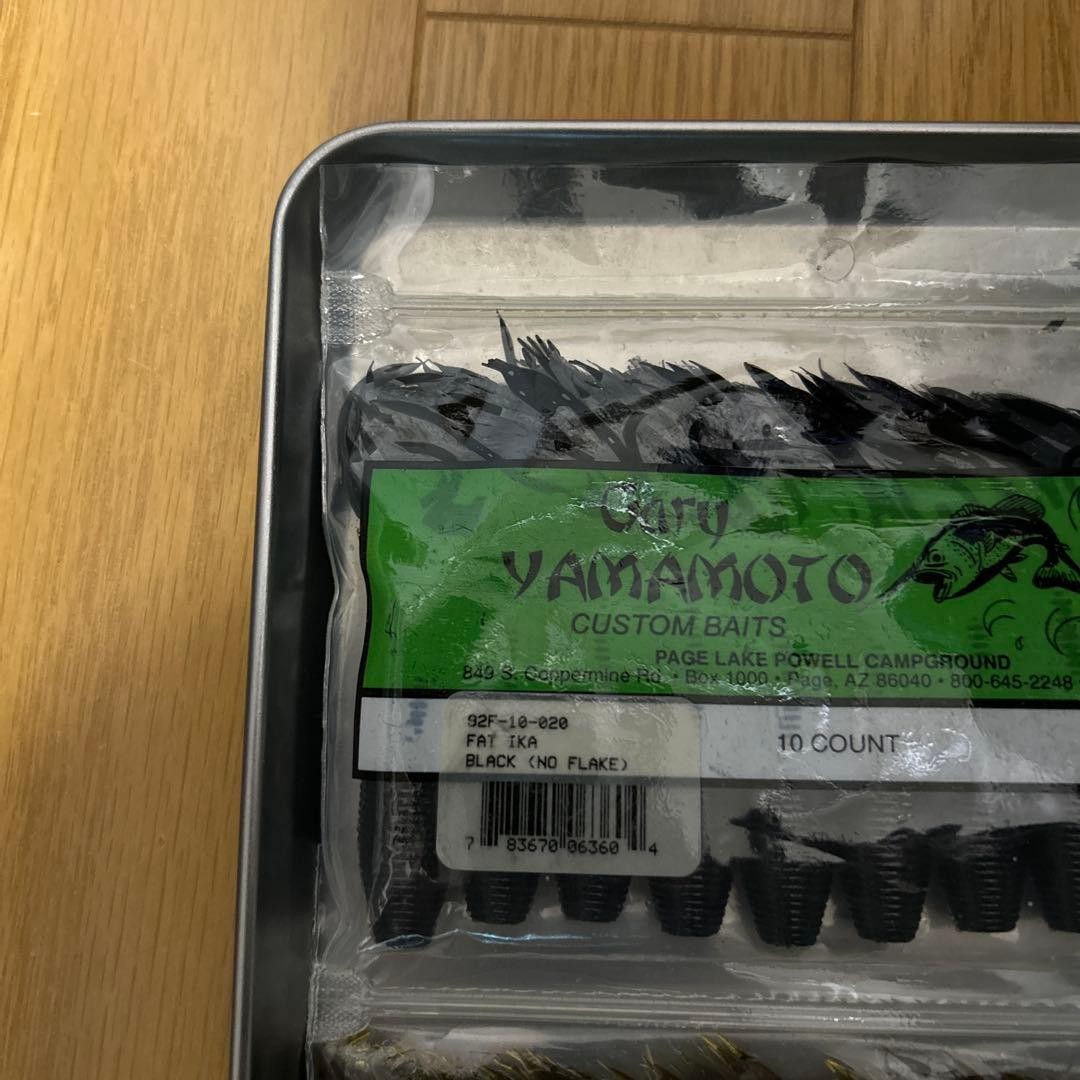 Gary
YAMAMOTO
CUSTOM BAITS
PAGE LAKE POWELL CAMPGROUND
849 S. Coppermine Rd. • Box 1000 • Page, AZ 86040 • 800-645-2248
92F-10-020
FAT IKA
BLACK (NO FLAKE)
10 COUNT
7 83670 06360 4